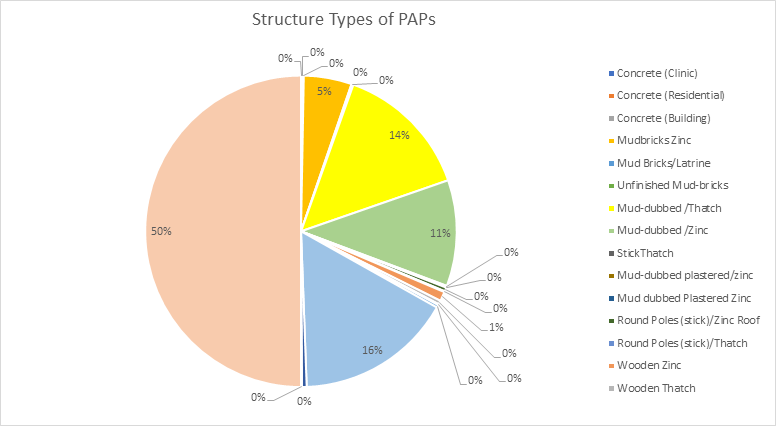 Structure Types of PAPs
0%
0%
0%
0%
0%
5%
14%
11%
0%
0%
0%
0%
1%
0%
0%
0%
16%
0%
0%
50%
Concrete (Clinic)
Concrete (Residential)
Concrete (Building)
Mudbricks Zinc
Mud Bricks/Latrine
Unfinished Mud-bricks
Mud-dubbed /Thatch
Mud-dubbed /Zinc
StickThatch
Mud-dubbed plastered/zinc
Mud dubbed Plastered Zinc
Round Poles (stick)/Zinc Roof
Round Poles (stick)/Thatch
Wooden Zinc
Wooden Thatch